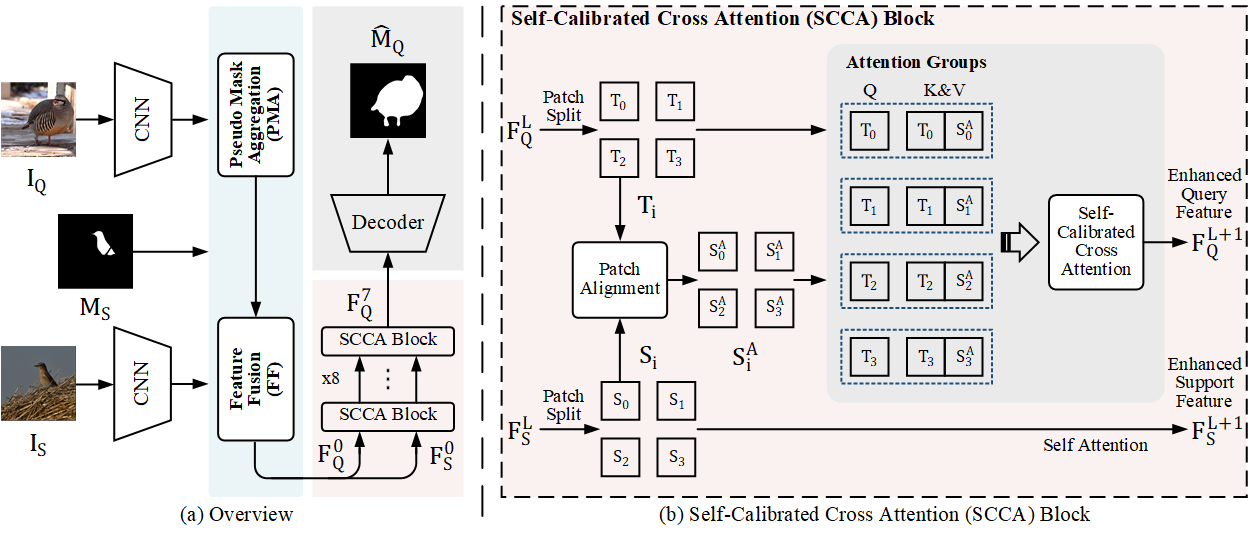 I_Q
CNN
Pseudo Mask
Aggregation
(PMA)
M_S
I_S
CNN
Feature
Fusion
(FF)
M̂_Q
Decoder
F_Q^7
SCCA Block
x8
⋮
SCCA Block
F_Q^0
F_S^0
(a) Overview
Self-Calibrated Cross Attention (SCCA) Block
F_Q^L
Patch
Split
T_0 T_1
T_2 T_3
T_i
Patch
Alignment
S_0^A S_1^A
S_2^A S_3^A
S_i^A
S_i
F_S^L
Patch
Split
S_0 S_1
S_2 S_3
Attention Groups
Q K&V
T_0 T_0 S_0^A
T_1 T_1 S_1^A
T_2 T_2 S_2^A
T_3 T_3 S_3^A
Self-
Calibrated
Cross
Attention
Enhanced
Query
Feature
F_Q^{L+1}
Enhanced
Support
Feature
F_S^{L+1}
Self Attention
(b) Self-Calibrated Cross Attention (SCCA) Block